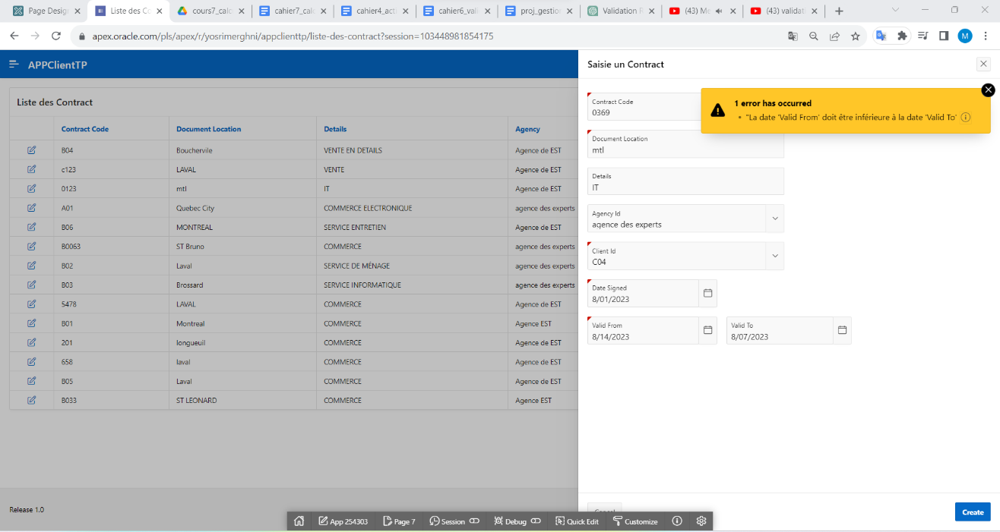 Page Design
Liste des Co
cours7_calc
cahier7_calc
cahier4_acti
cahier6_vali
proj_gestion
Validation R
(43) Me
(43) validat
apex.oracle.com/pls/apex/r/yosrimerghni/appclienttp/liste-des-contract?session=103448981854175
M
APPClientTP
Liste des Contract
Contract Code Document Location Details Agency
B04 Bouchervile VENTE EN DETAILS Agence de EST
c123 LAVAL VENTE Agence de EST
0123 mtl IT Agence de EST
A01 Quebec City COMMERCE ELECTRONIQUE agence des experts
B06 MONTREAL SERVICE ENTRETIEN Agence de EST
B0063 ST Bruno COMMERCE agence des experts
B02 Laval SERVICE DE MÉNAGE agence des experts
B03 Brossard SERVICE INFORMATIQUE agence des experts
5478 LAVAL COMMERCE Agence de EST
B01 Montreal COMMERCE Agence EST
201 longueuil COMMERCE Agence de EST
658 laval COMMERCE Agence de EST
B05 Laval COMMERCE Agence de EST
B033 ST LEONARD COMMERCE Agence EST
Release 1.0
Saisie un Contract
1 error has occurred
"La date 'Valid From' doit être inférieure à la date 'Valid To'
Contract Code
0369
Document Location
mtl
Details
IT
Agency Id
agence des experts
Client Id
C04
Date Signed
8/01/2023
Valid From
8/14/2023
Valid To
8/07/2023
Cancel
Create
App 254303 Page 7 Session Debug Quick Edit Customize